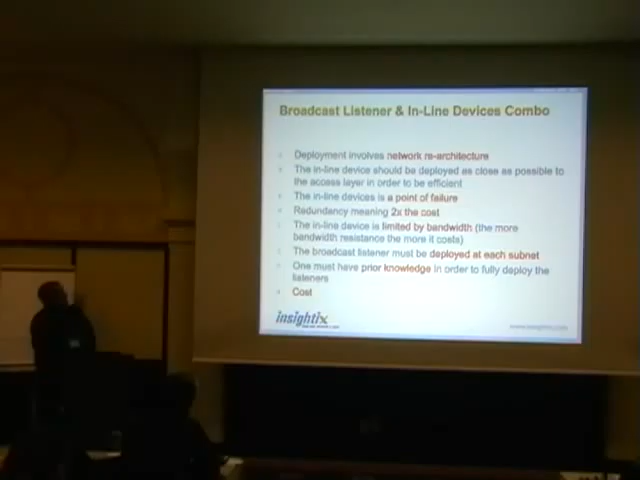 Broadcast Listener & In-Line Devices Combo
Deployment involves network re-architecture
The in-line device should be deployed as close as possible to
the access layer in order to be efficient
The in-line devices is a point of failure
Redundancy meaning 2x the cost
The in-line device is limited by bandwidth (the more
bandwidth resistance the more it costs)
The broadcast listener must be deployed at each subnet
One must have prior knowledge in order to fully deploy the
listeners
Cost
insightix
www.insightix.com